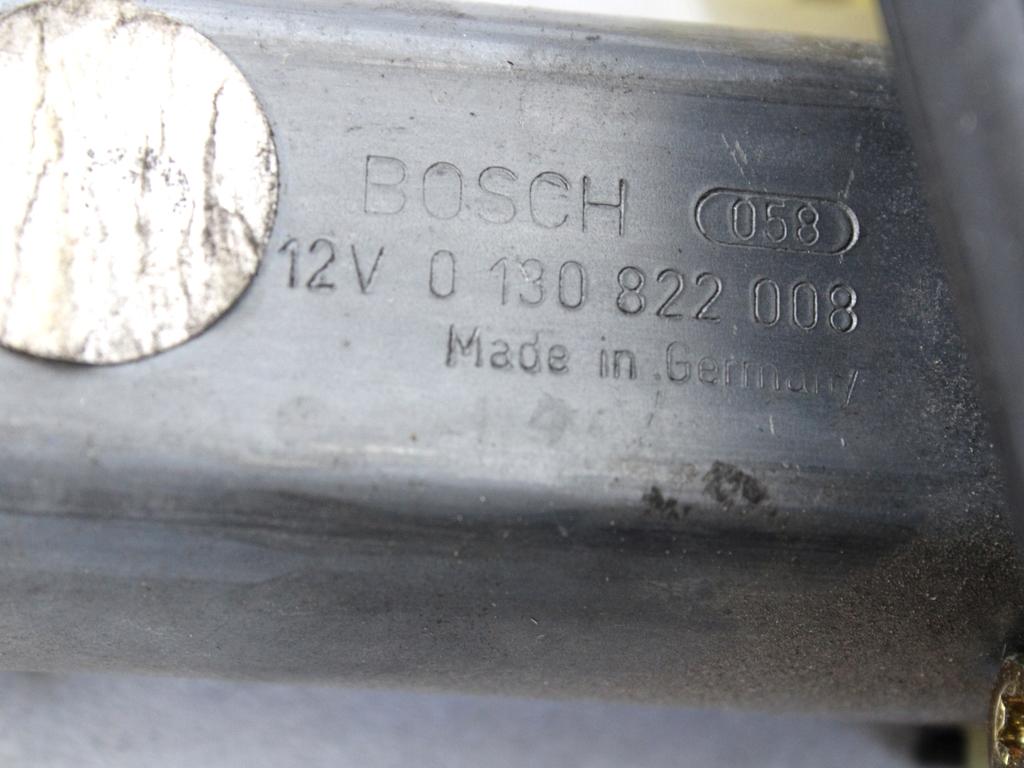 BOSCH 058
12V 0 130 822 008
Made in Germany